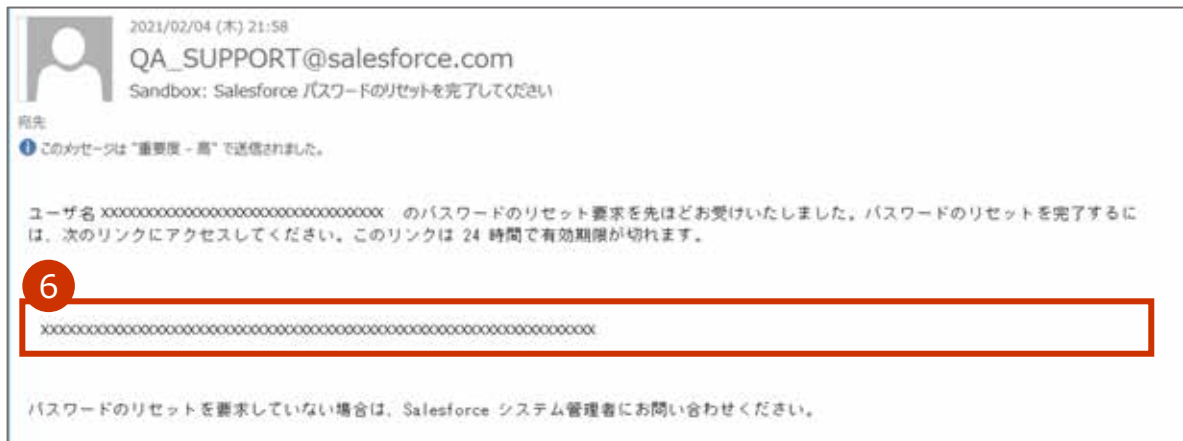 2021/02/04 (木) 21:58
QA_SUPPORT@salesforce.com
Sandbox: Salesforce パスワードのリセットを完了してください
宛先
このメッセージは "重要度 - 高" で送信されました。
ユーザ名 XXXXXXXXXXXXXXXXXXXXXXXXXXXXXXXX のパスワードのリセット要求を先ほどお受けいたしました。パスワードのリセットを完了するに
は、次のリンクにアクセスしてください。このリンクは 24 時間で有効期限が切れます。
6
XXXXXXXXXXXXXXXXXXXXXXXXXXXXXXXXXXXXXXXXXXXXXXXXXXXXXXXXXXXXXXX
パスワードのリセットを要求していない場合は、Salesforce システム管理者にお問い合わせください。